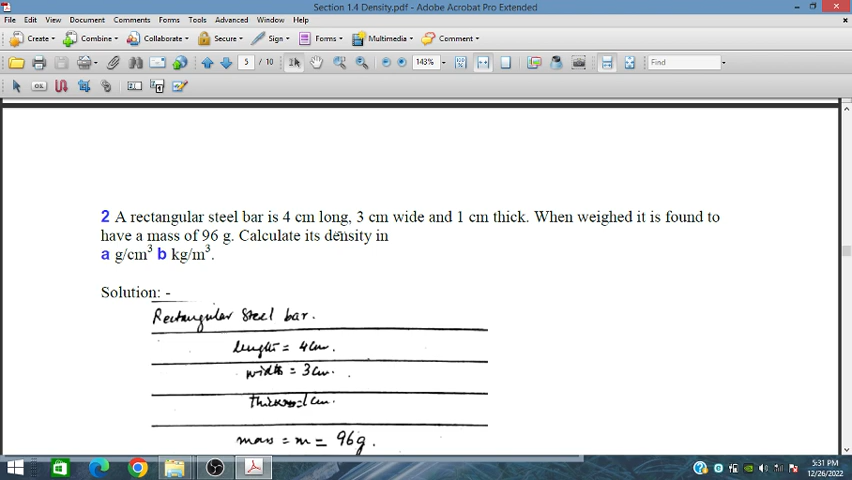 Section 1.4 Density.pdf - Adobe Acrobat Pro Extended
File Edit View Document Comments Forms Tools Advanced Window Help
Create Combine Collaborate Secure Sign Forms Multimedia Comment
5 / 10 143% Find
2 A rectangular steel bar is 4 cm long, 3 cm wide and 1 cm thick. When weighed it is found to
have a mass of 96 g. Calculate its density in
a g/cm³ b kg/m³.
Solution: -
Rectangular Steel bar.
length = 4cm.
width = 3cm.
thickness=1cm.
mass = m = 96g.
5:31 PM
12/26/2022